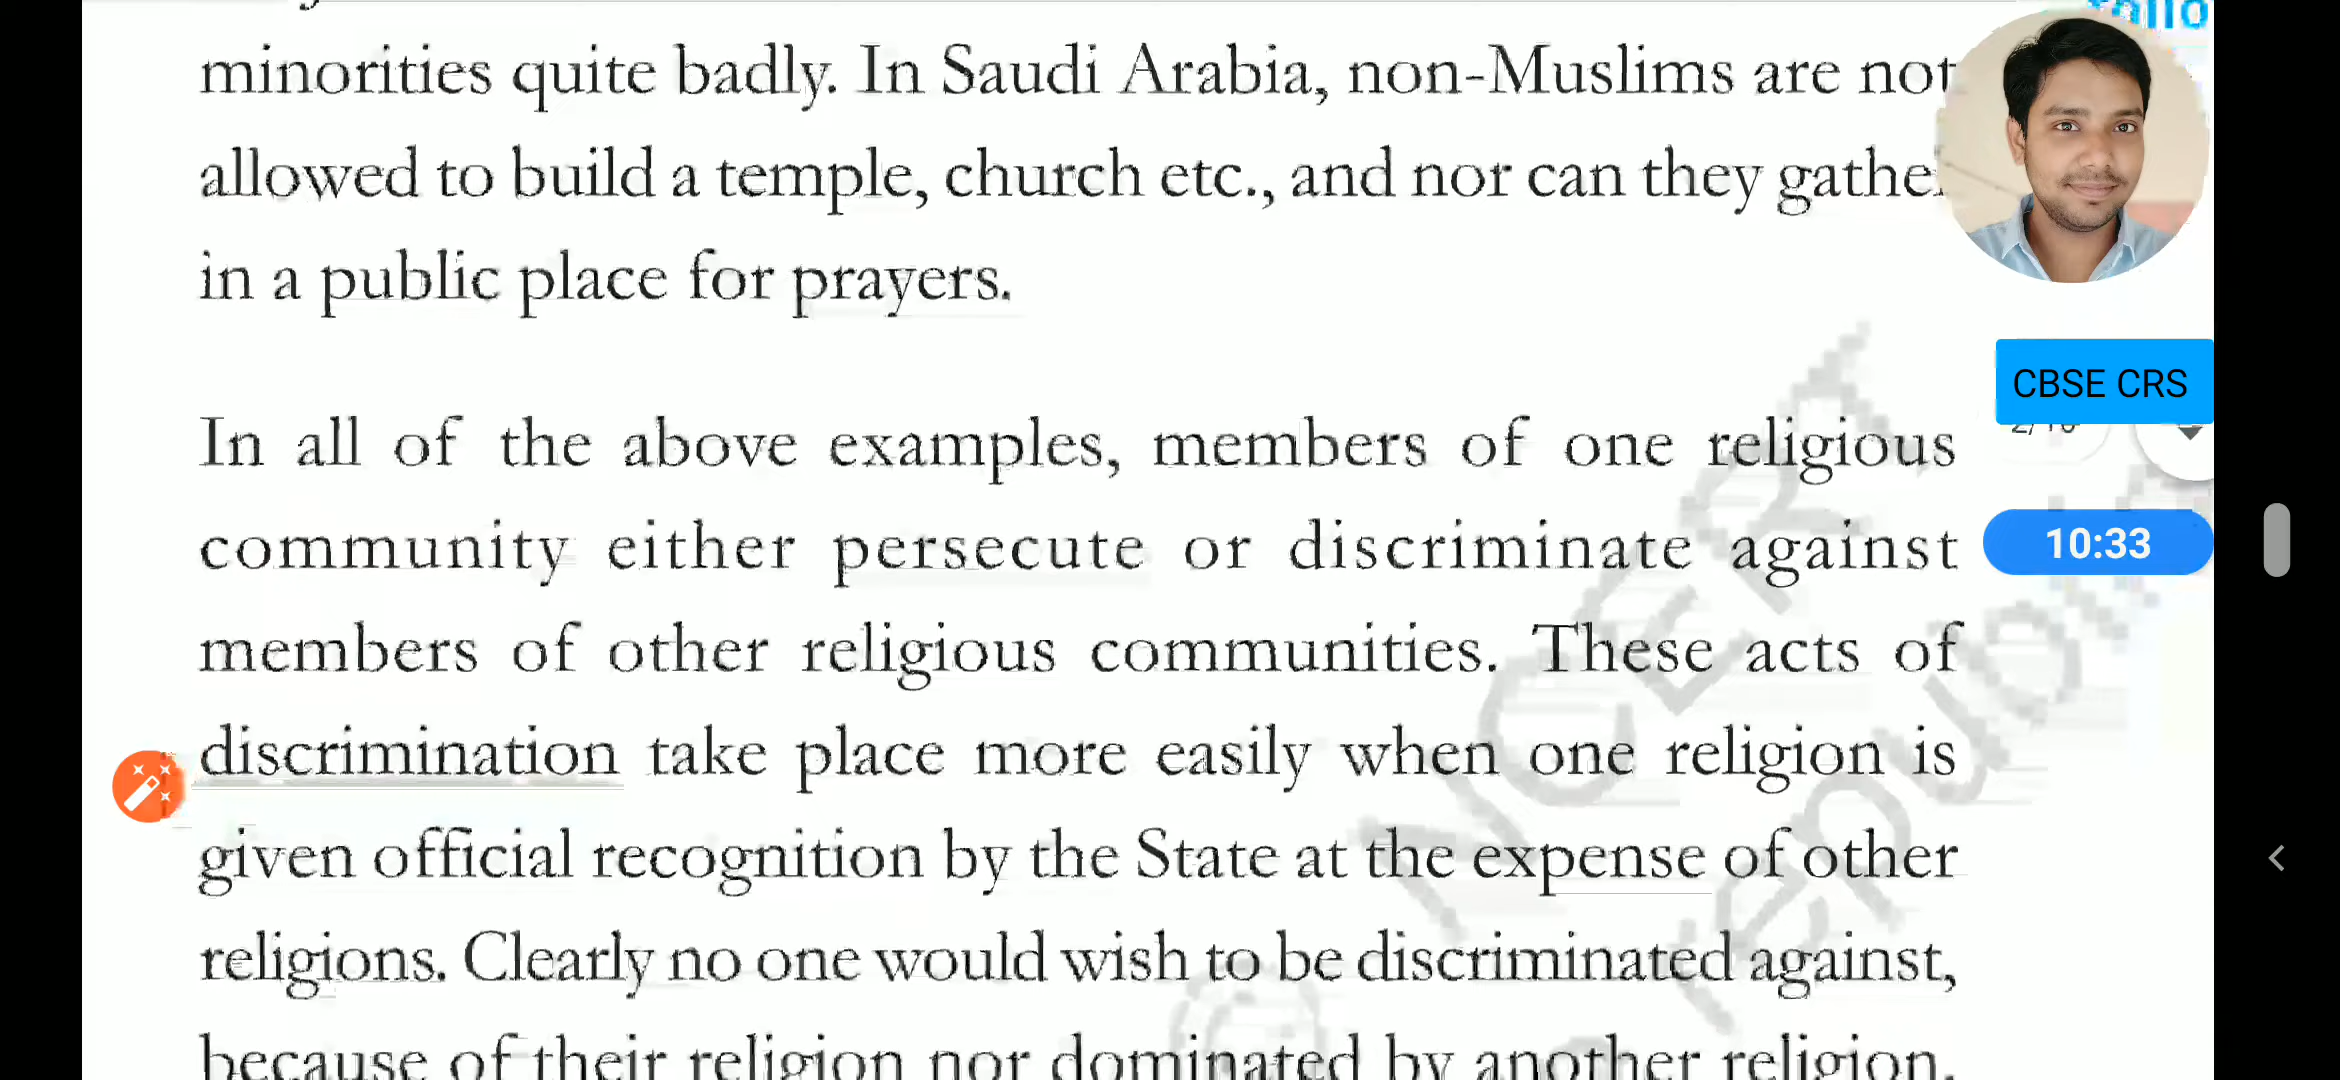 minorities quite badly. In Saudi Arabia, non-Muslims are not
allowed to build a temple, church etc., and nor can they
in a public place for prayers.
CBSE CRS
In all of the above examples, members of one religious
community either persecute or discriminate against
10:33
members of other religious communities. These acts of
discrimination take place more easily when one religion is
given official recognition by the State at the expense of other
religions. Clearly no one would wish to be discriminated against,
because of their religion nor dominated by another religion.